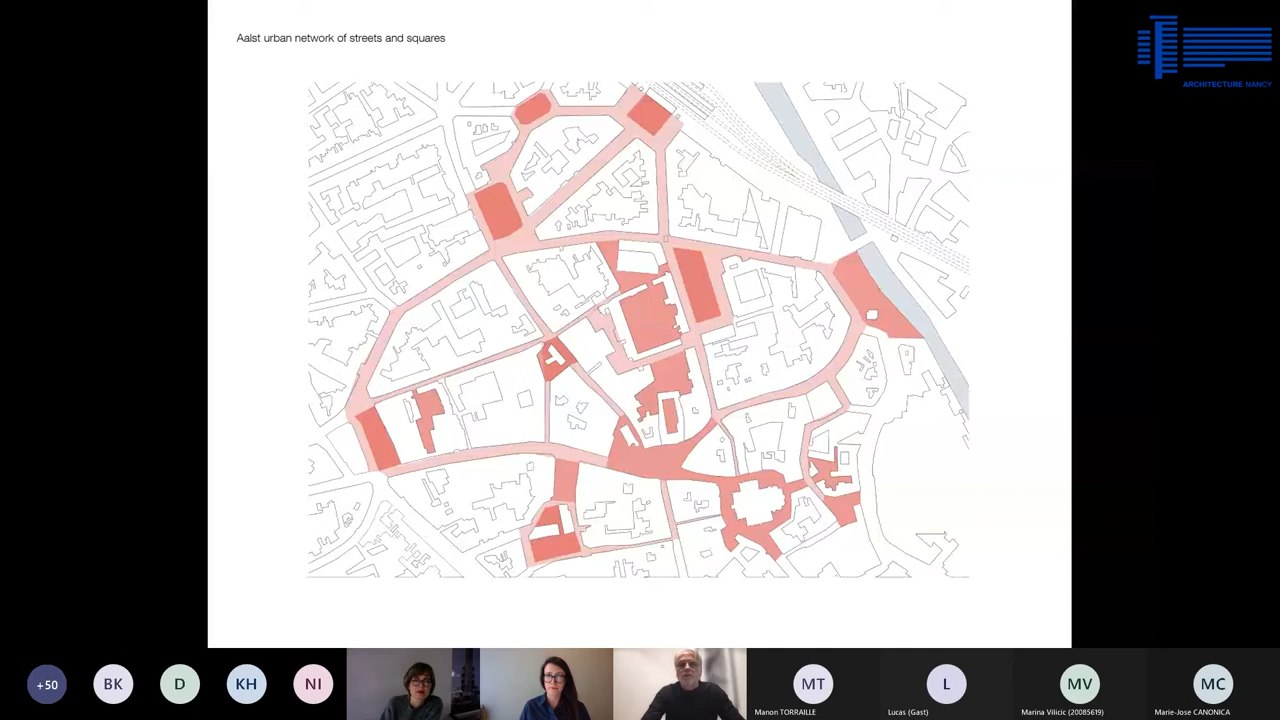 Aalst urban network of streets and squares
ARCHITECTURE NANCY
+50
BK
D
KH
NI
MT
Manon TORRAILLE
L
Lucas (Gast)
MV
Marina Vilicic (20085619)
MC
Marie-Jose CANONICA